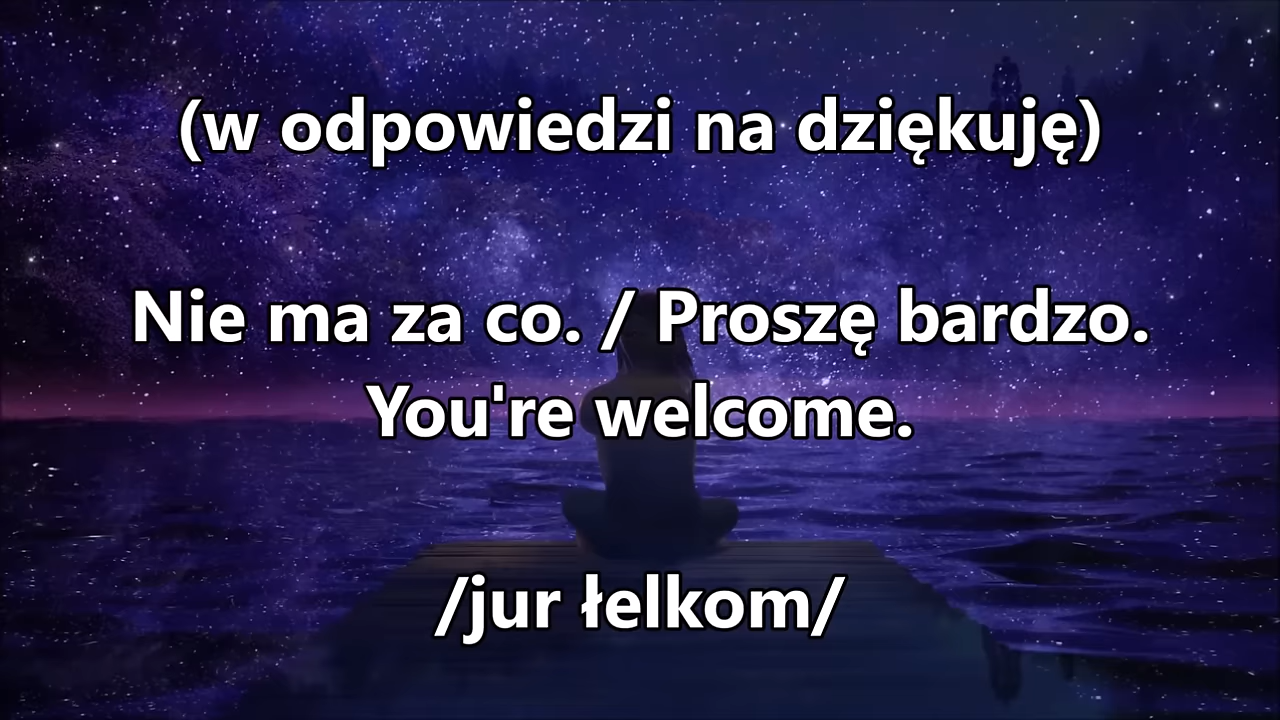 (w odpowiedzi na dziękuję)
Nie ma za co. / Proszę bardzo.
You're welcome.
/jur łelkom/